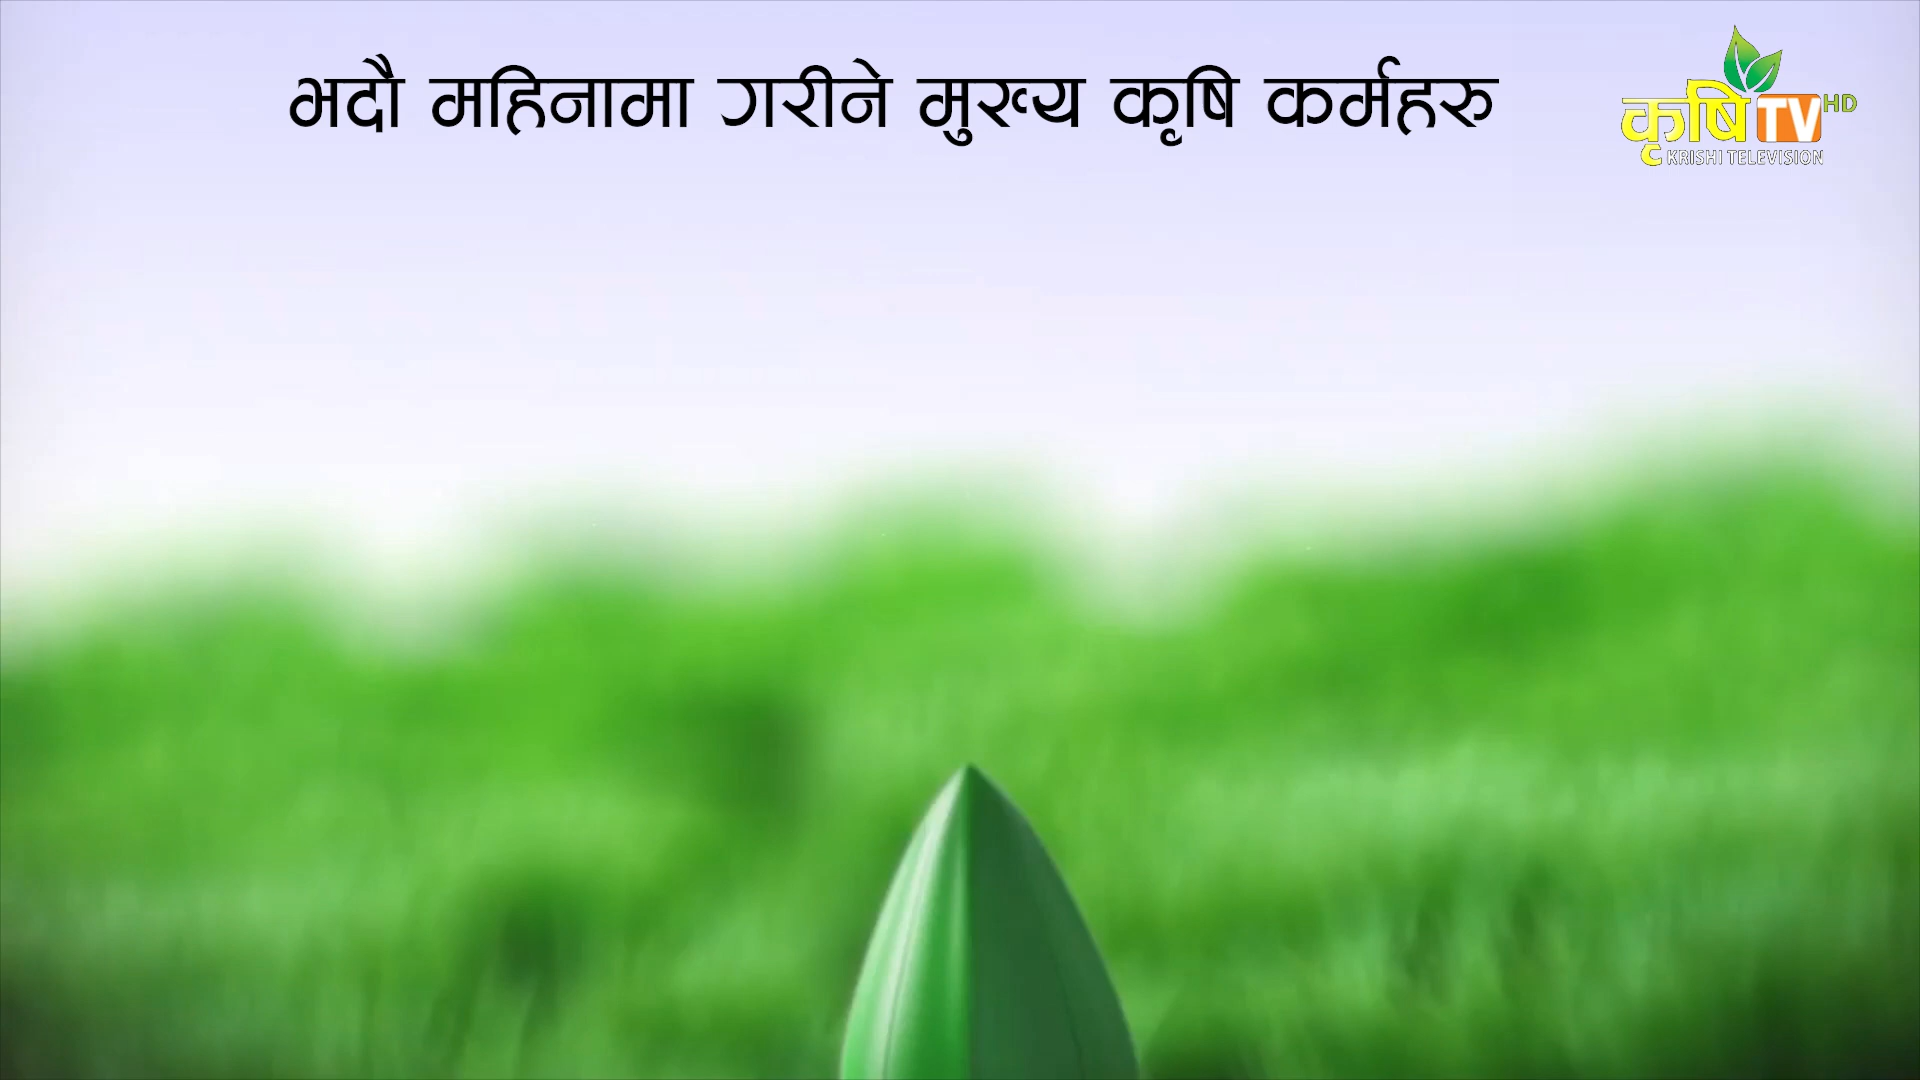 भदौ महिनामा गरीने मुख्य कृषि कर्महरु
कृषि TV HD
KRISHI TELEVISION